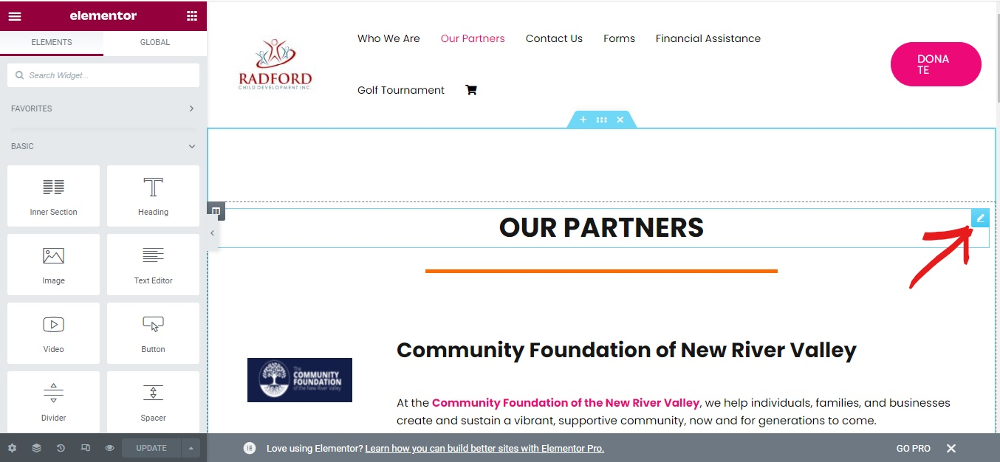 elementor
ELEMENTS
GLOBAL
Search Widget...
FAVORITES
BASIC
Inner Section
Heading
Image
Text Editor
Video
Button
Divider
Spacer
UPDATE
RADFORD
CHILD DEVELOPMENT INC.
Who We Are
Our Partners
Contact Us
Forms
Financial Assistance
Golf Tournament
DONA
TE
OUR PARTNERS
The
COMMUNITY
FOUNDATION
of the New River Valley
Community Foundation of New River Valley
At the Community Foundation of the New River Valley, we help individuals, families, and businesses
create and sustain a vibrant, supportive community, now and for generations to come.
Love using Elementor? Learn how you can build better sites with Elementor Pro.
GO PRO